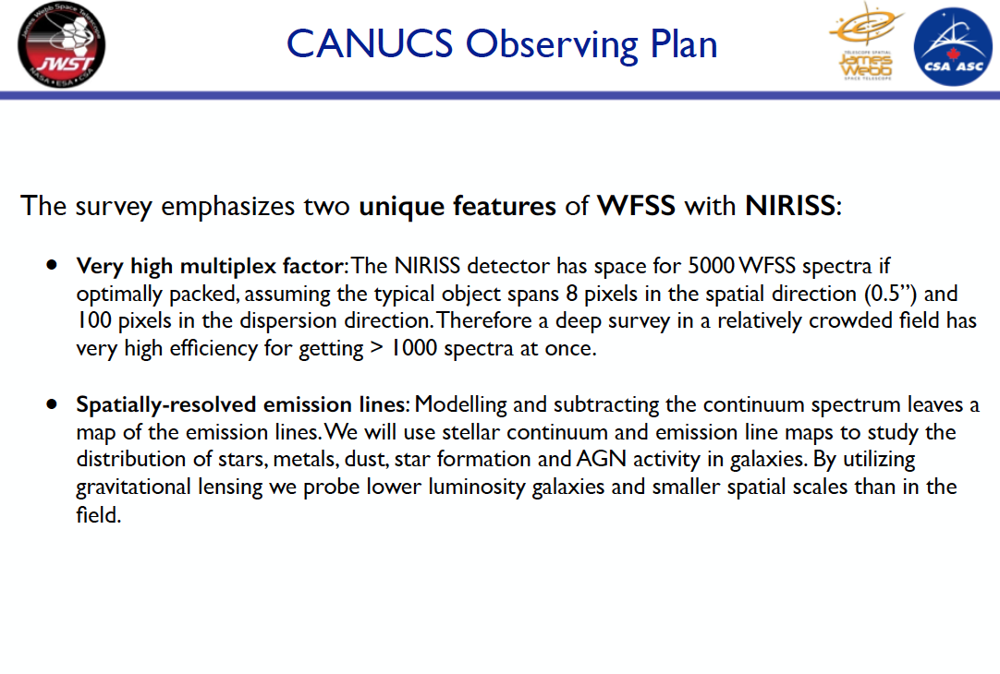 James Webb Space Telescope
JWST
NASA • ESA • CSA
CANUCS Observing Plan
TELESCOPE SPATIAL
James
Webb
SPACE TELESCOPE
CSA ASC
The survey emphasizes two unique features of WFSS with NIRISS:
• Very high multiplex factor: The NIRISS detector has space for 5000 WFSS spectra if
optimally packed, assuming the typical object spans 8 pixels in the spatial direction (0.5”) and
100 pixels in the dispersion direction. Therefore a deep survey in a relatively crowded field has
very high efficiency for getting > 1000 spectra at once.
• Spatially-resolved emission lines: Modelling and subtracting the continuum spectrum leaves a
map of the emission lines. We will use stellar continuum and emission line maps to study the
distribution of stars, metals, dust, star formation and AGN activity in galaxies. By utilizing
gravitational lensing we probe lower luminosity galaxies and smaller spatial scales than in the
field.